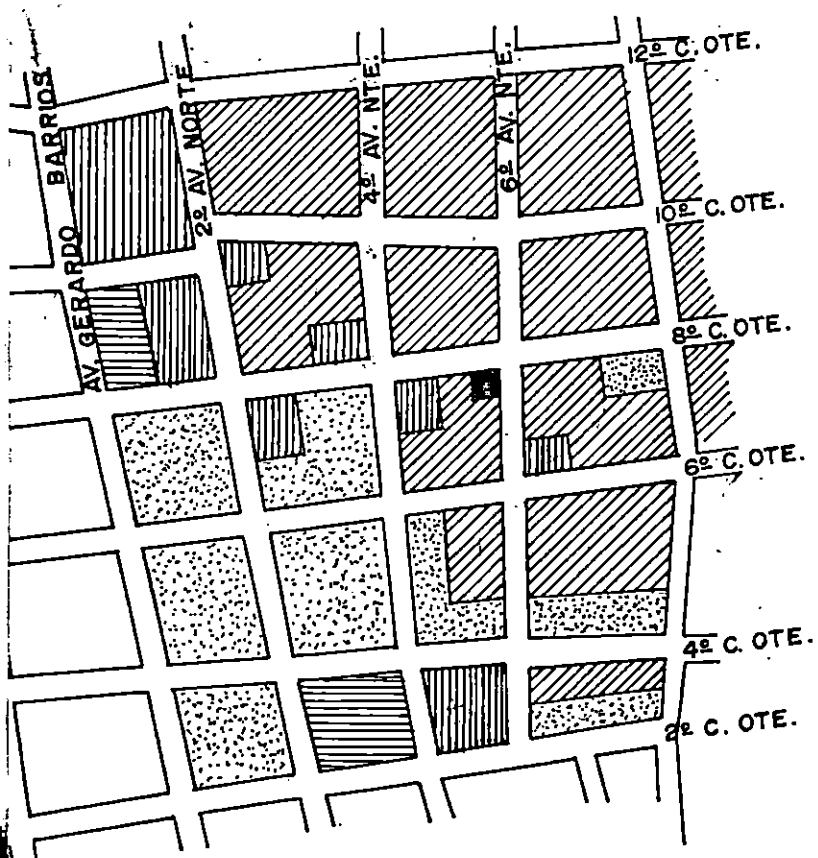 AV. GERARDO BARRIOS
2º AV. NORTE
4º AV. NTE.
6º AV. NTE.
12º C. OTE.
10º C. OTE.
8º C. OTE.
6º C. OTE.
4º C. OTE.
2º C. OTE.